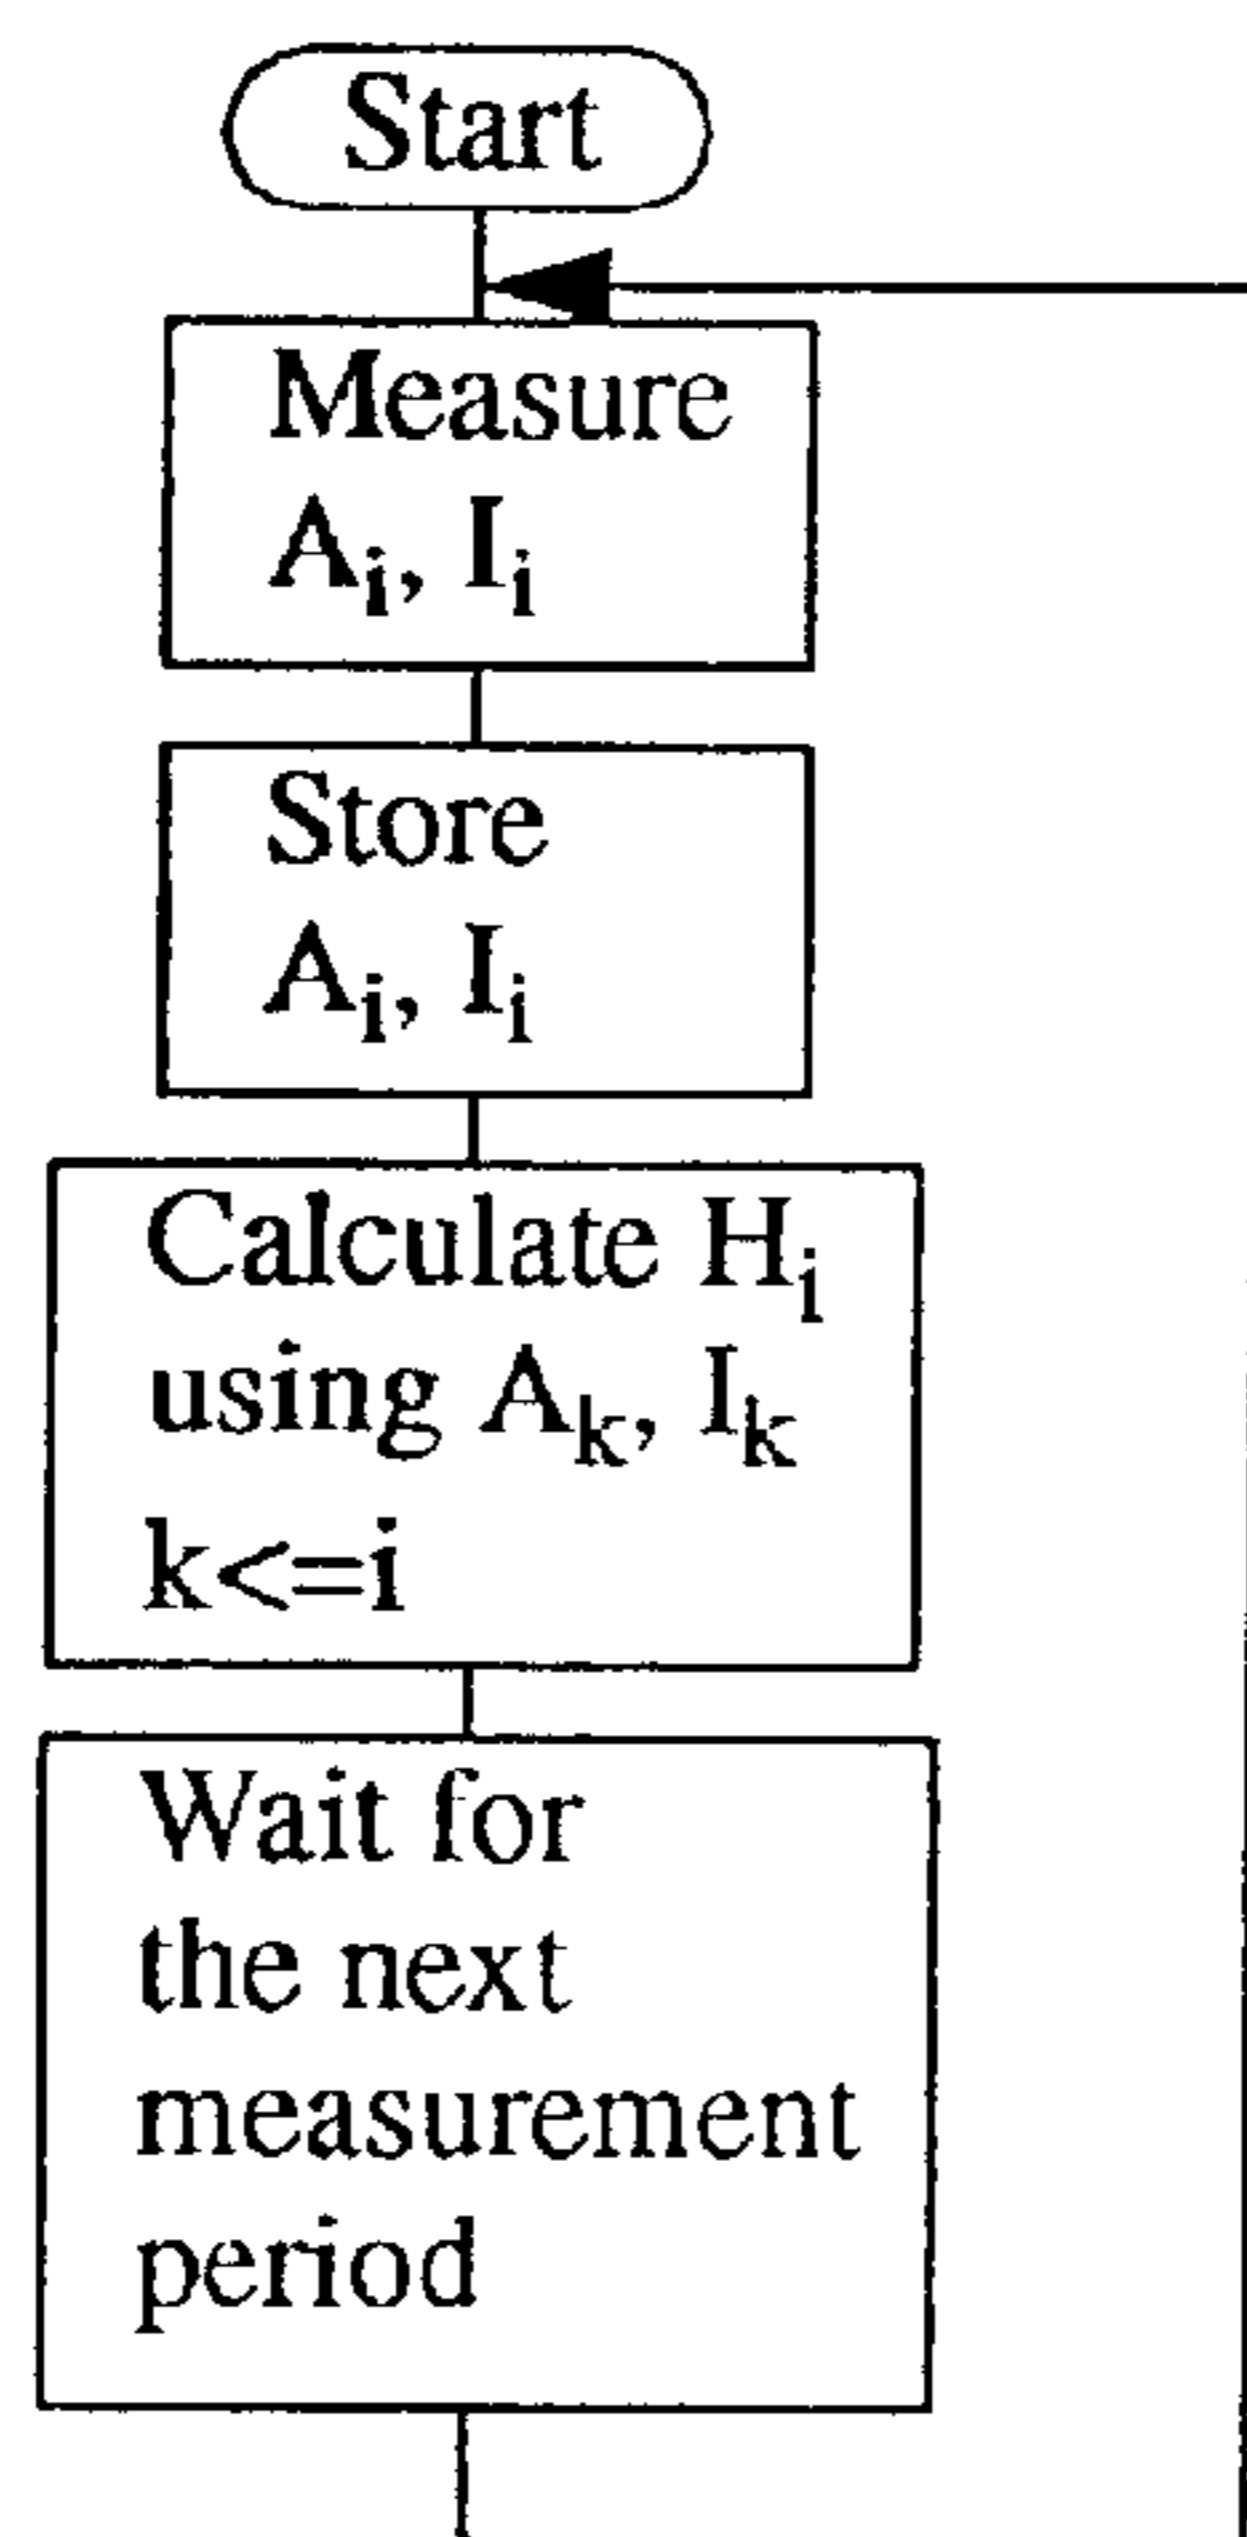 Start
Measure
Aᵢ, Iᵢ
Store
Aᵢ, Iᵢ
Calculate Hᵢ
using Aₖ, Iₖ
k<=i
Wait for
the next
measurement
period